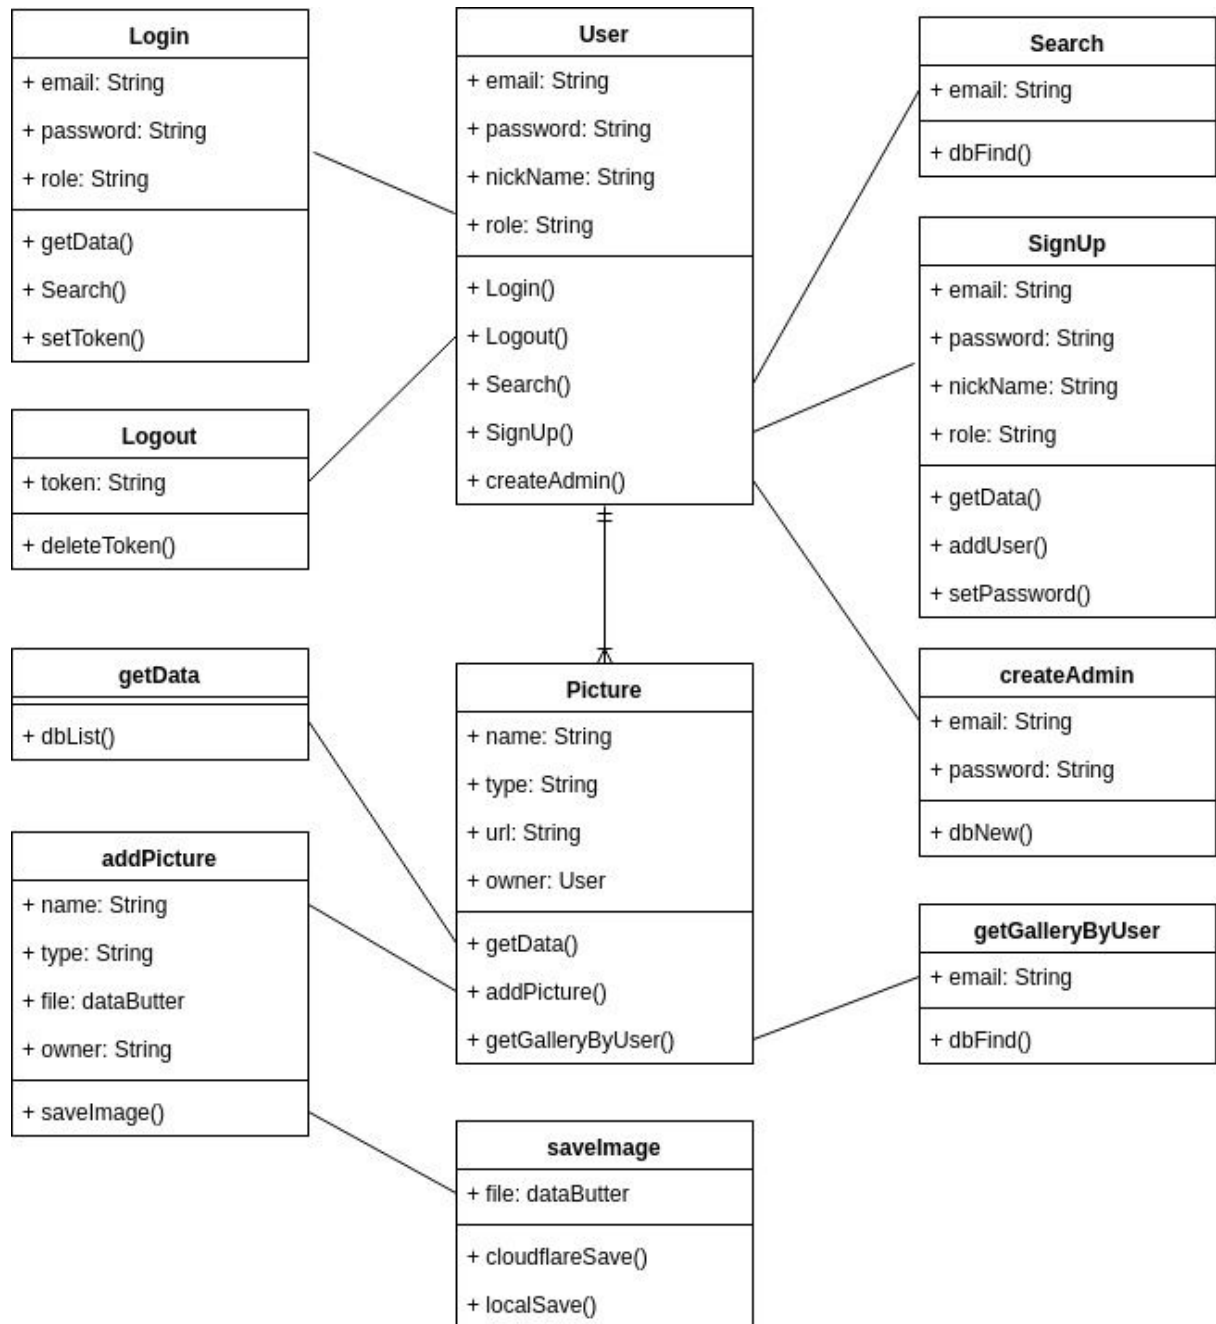 Login
+ email: String
+ password: String
+ role: String
+ getData()
+ Search()
+ setToken()
User
+ email: String
+ password: String
+ nickName: String
+ role: String
+ Login()
+ Logout()
+ Search()
+ SignUp()
+ createAdmin()
Search
+ email: String
+ dbFind()
SignUp
+ email: String
+ password: String
+ nickName: String
+ role: String
+ getData()
+ addUser()
+ setPassword()
Logout
+ token: String
+ deleteToken()
getData
+ dbList()
Picture
+ name: String
+ type: String
+ url: String
+ owner: User
+ getData()
+ addPicture()
+ getGalleryByUser()
createAdmin
+ email: String
+ password: String
+ dbNew()
addPicture
+ name: String
+ type: String
+ file: dataButter
+ owner: String
+ saveImage()
getGalleryByUser
+ email: String
+ dbFind()
saveImage
+ file: dataButter
+ cloudflareSave()
+ localSave()